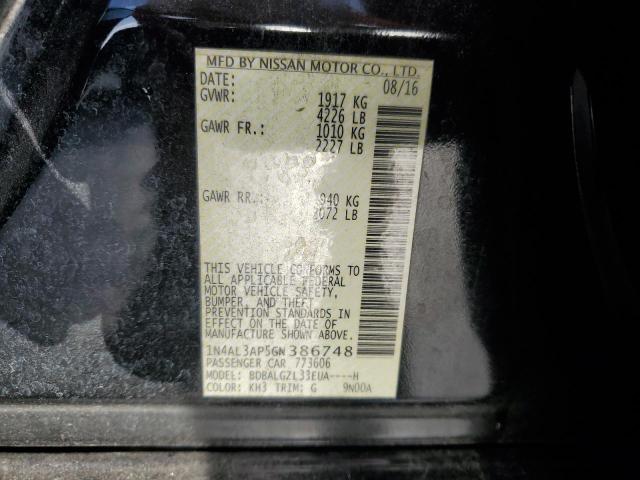 MFD BY NISSAN MOTOR CO., LTD.
DATE: 08/16
GVWR: 1917 KG
4226 LB
GAWR FR.: 1010 KG
2227 LB
GAWR RR.: 940 KG
2072 LB
THIS VEHICLE CONFORMS TO
ALL APPLICABLE FEDERAL
MOTOR VEHICLE SAFETY,
BUMPER, AND THEFT
PREVENTION STANDARDS IN
EFFECT ON THE DATE OF
MANUFACTURE SHOWN ABOVE.
1N4AL3AP5GN386748
PASSENGER CAR 773606
MODEL: BDBALGZL33EUA----H
COLOR: KH3 TRIM: G 9N00A